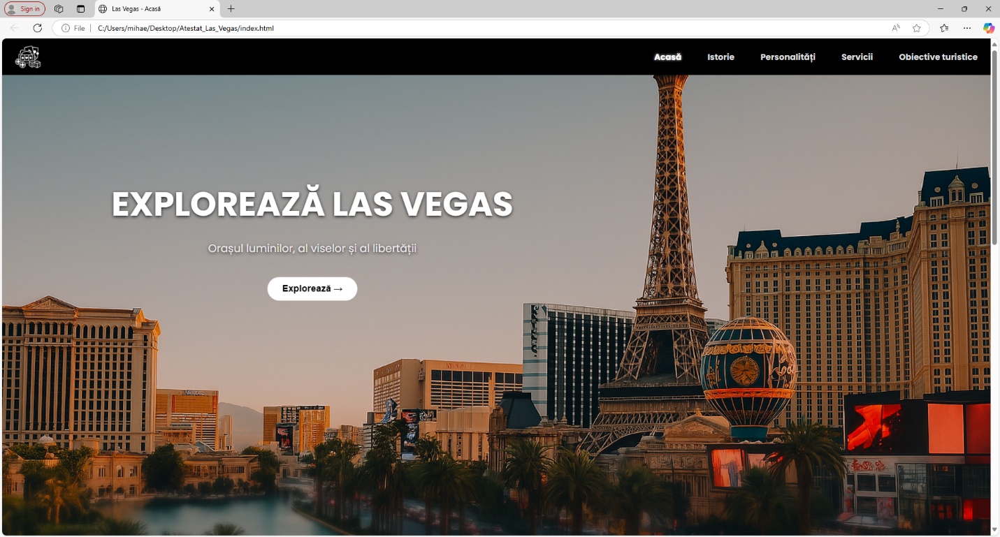 Sign in
Las Vegas - Acasă
File
C:/Users/mihae/Desktop/Atestat_Las_Vegas/index.html
Acasă
Istorie
Personalități
Servicii
Obiective turistice
EXPLOREAZĂ LAS VEGAS
Orașul luminilor, al viselor și al libertății
Explorează →